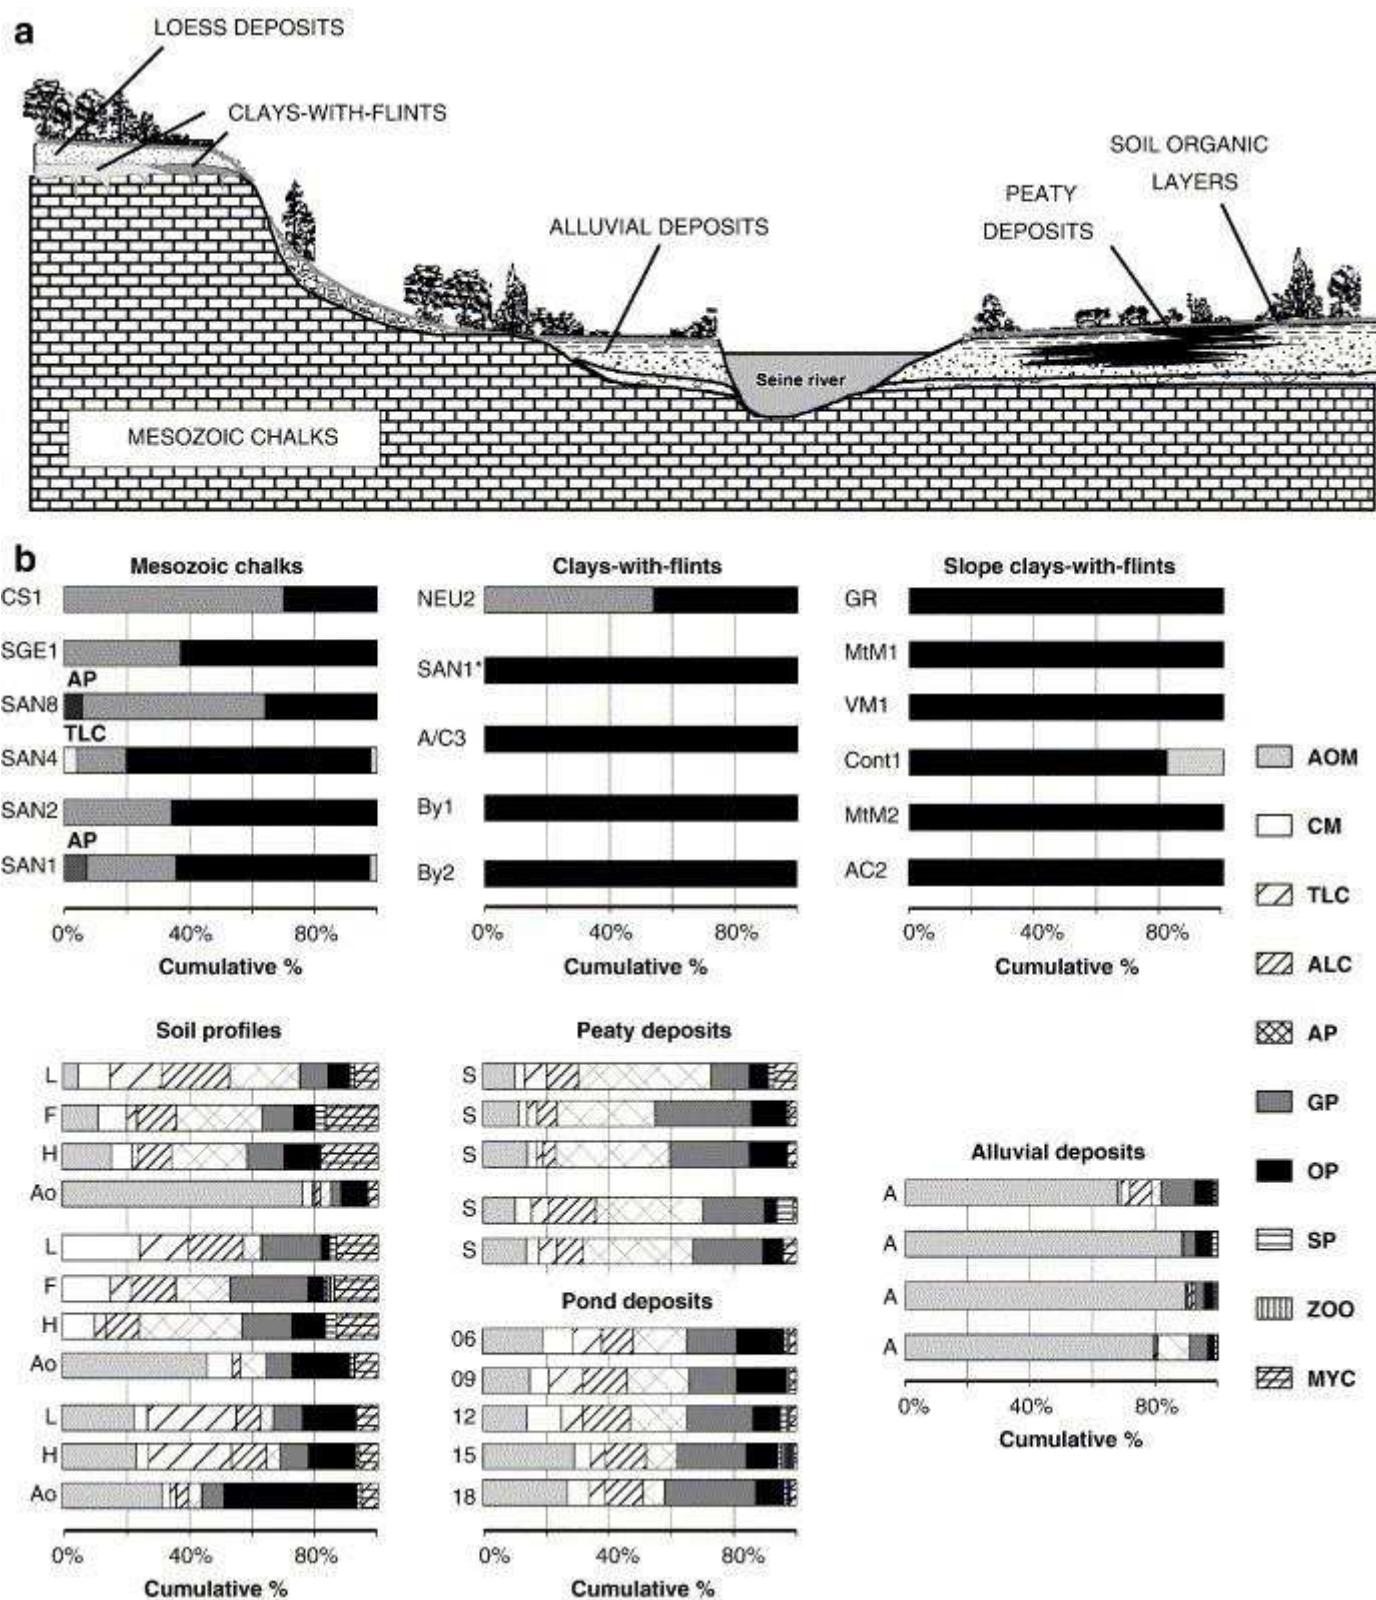 a
LOESS DEPOSITS
CLAYS-WITH-FLINTS
SOIL ORGANIC
LAYERS
PEATY
DEPOSITS
ALLUVIAL DEPOSITS
Seine river
MESOZOIC CHALKS
b
Mesozoic chalks
CS1
SGE1
AP
SAN8
TLC
SAN4
SAN2
AP
SAN1
0% 40% 80%
Cumulative %
Clays-with-flints
NEU2
SAN1*
A/C3
By1
By2
0% 40% 80%
Cumulative %
Slope clays-with-flints
GR
MtM1
VM1
Cont1
MtM2
AC2
0% 40% 80%
Cumulative %
AOM
CM
TLC
ALC
AP
GP
OP
SP
ZOO
MYC
Soil profiles
L
F
H
Ao
L
F
H
Ao
L
H
Ao
0% 40% 80%
Cumulative %
Peaty deposits
S
S
S
S
S
Pond deposits
06
09
12
15
18
0% 40% 80%
Cumulative %
Alluvial deposits
A
A
A
A
0% 40% 80%
Cumulative %